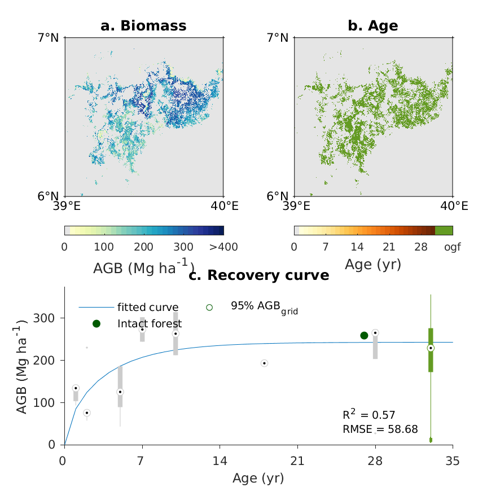 a. Biomass
b. Age
7°N
7°N
6°N
6°N
39°E
40°E
39°E
40°E
0
100
200
300
>400
0
7
14
21
28
ogf
AGB (Mg ha⁻¹)
Age (yr)
c. Recovery curve
fitted curve
95% AGB_grid
Intact forest
300
200
100
0
AGB (Mg ha⁻¹)
R² = 0.57
RMSE = 58.68
0
7
14
21
28
35
Age (yr)